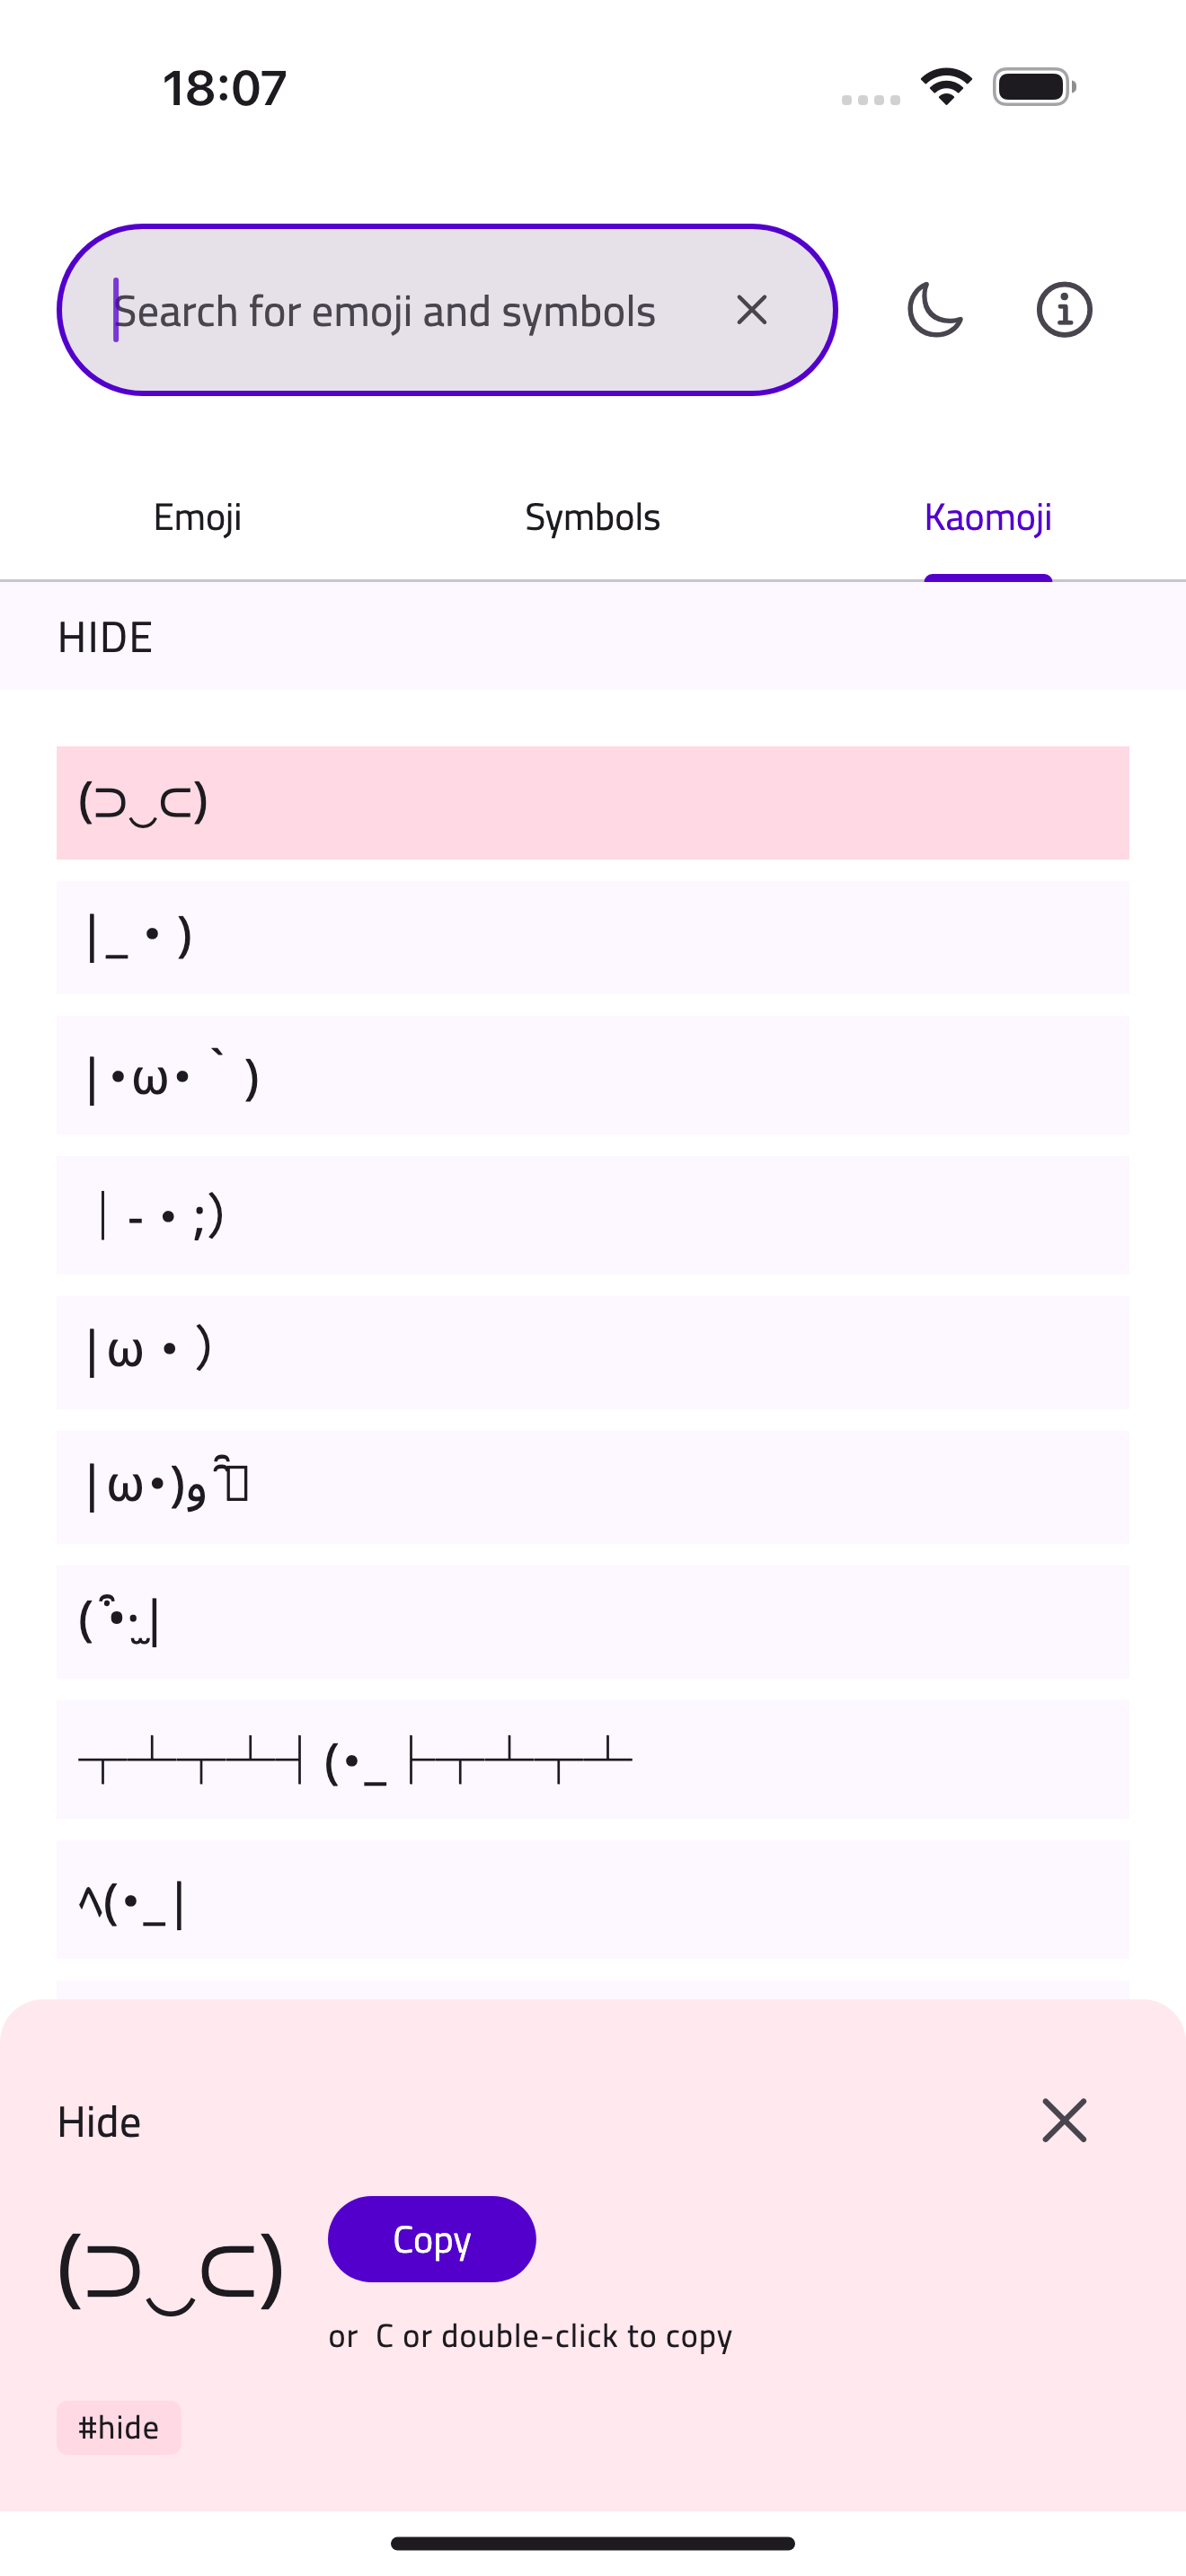 18:07
Search for emoji and symbols
Emoji
Symbols
Kaomoji
HIDE
(⊃‿⊂)
|_・)
|・ω・｀)
｜-・;)
|ω・）
|ω•)و
┬┴┬┴┤(･_├┬┴┬┴
^(・_|
Hide
(⊃‿⊂)
Copy
or C or double-click to copy
#hide